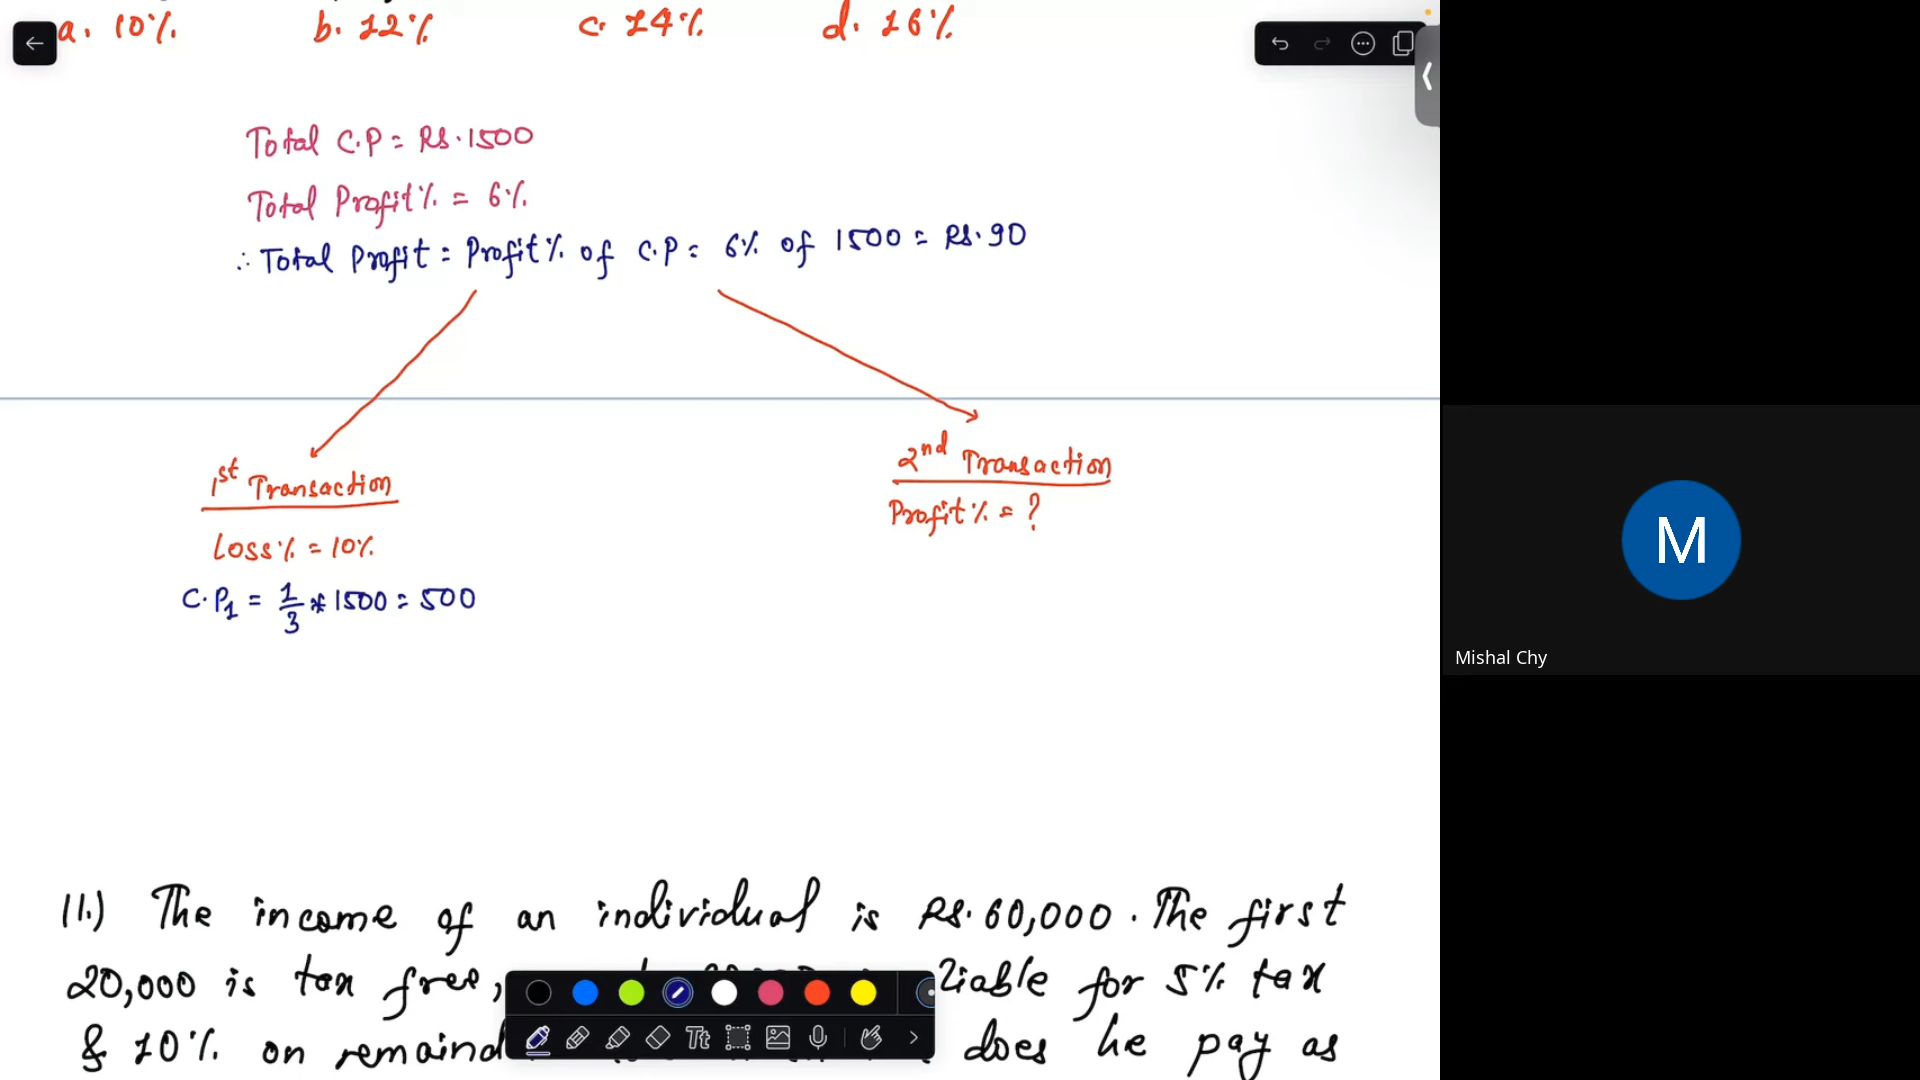 a. 10% b. 12% c. 14% d. 16%
Total C.P = RS. 1500
Total Profit% = 6%
∴ Total Profit = Profit% of C.P = 6% of 1500 = RS. 90
1st Transaction
Loss% = 10%
C.P1 = 1/3 * 1500 = 500
2nd Transaction
Profit% = ?
11.) The income of an individual is RS. 60,000. The first
20,000 is tax free, liable for 5% tax
& 10% on remaind does he pay as
Tt
M
Mishal Chy